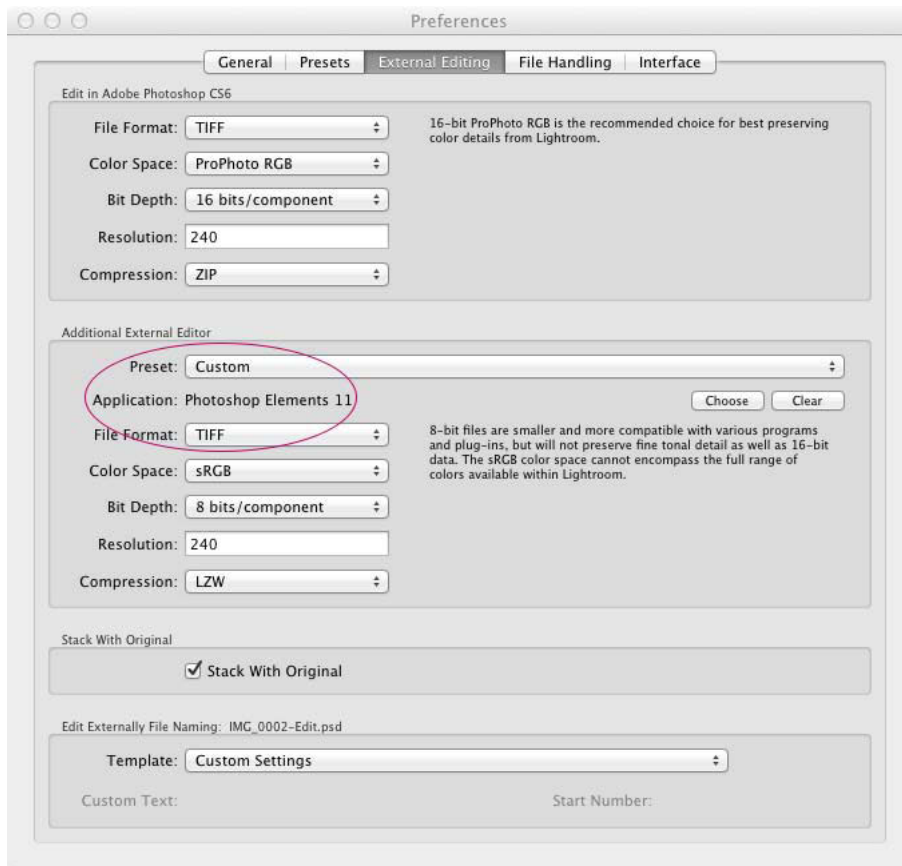 Preferences
General Presets External Editing File Handling Interface
Edit in Adobe Photoshop CS6
File Format: TIFF
16-bit ProPhoto RGB is the recommended choice for best preserving
color details from Lightroom.
Color Space: ProPhoto RGB
Bit Depth: 16 bits/component
Resolution: 240
Compression: ZIP
Additional External Editor
Preset: Custom
Application: Photoshop Elements 11
Choose Clear
File Format: TIFF
8-bit files are smaller and more compatible with various programs
and plug-ins, but will not preserve fine tonal detail as well as 16-bit
data. The sRGB color space cannot encompass the full range of
colors available within Lightroom.
Color Space: sRGB
Bit Depth: 8 bits/component
Resolution: 240
Compression: LZW
Stack With Original
Stack With Original
Edit Externally File Naming: IMG_0002-Edit.psd
Template: Custom Settings
Custom Text: Start Number: